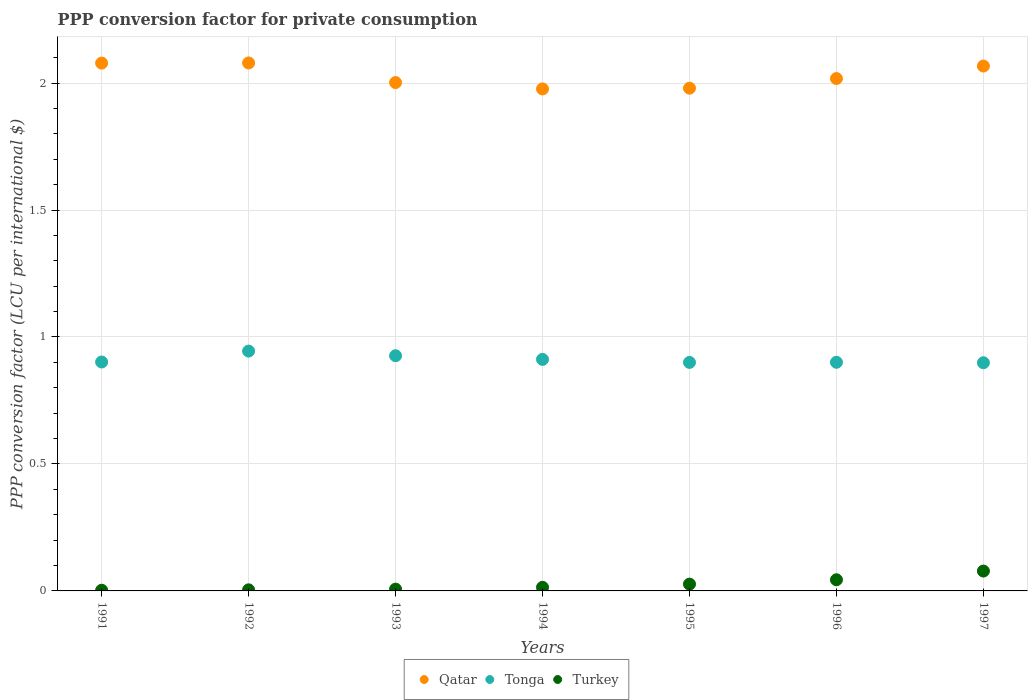 PPP conversion factor for private consumption
PPP conversion factor (LCU per international $)
2
1.5
1
0.5
0
1991
1992
1993
1994
1995
1996
1997
Years
Qatar
Tonga
Turkey